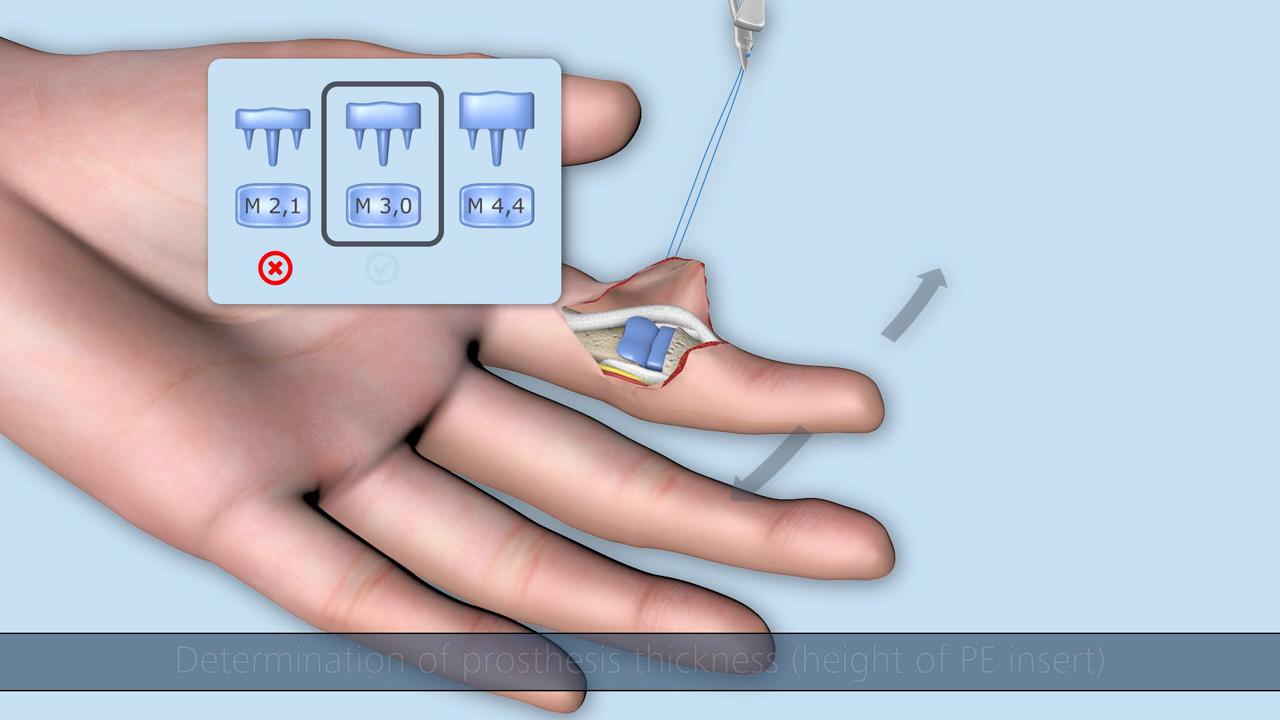 M 2,1
M 3,0
M 4,4
Determination of prosthesis thickness (height of PE insert)